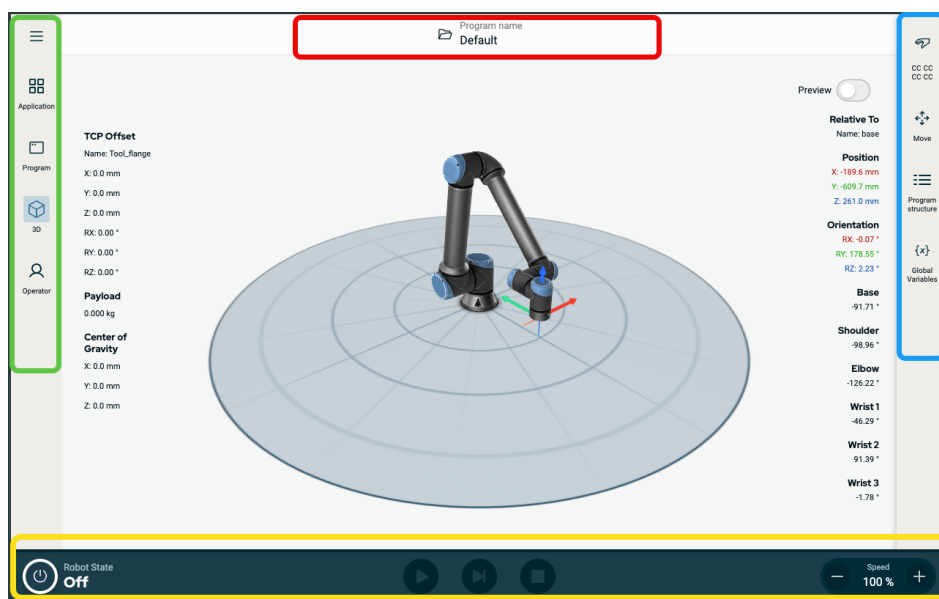 Program name
Default
Application
Program
3D
Operator
TCP Offset
Name: Tool_flange
X: 0.0 mm
Y: 0.0 mm
Z: 0.0 mm
RX: 0.00 °
RY: 0.00 °
RZ: 0.00 °
Payload
0.000 kg
Center of
Gravity
X: 0.0 mm
Y: 0.0 mm
Z: 0.0 mm
Preview
Relative To
Name: base
Position
X: -189.6 mm
Y: -609.7 mm
Z: 261.0 mm
Orientation
RX: -0.07 °
RY: 178.55 °
RZ: 2.23 °
Base
-91.71 °
Shoulder
-98.96 °
Elbow
-126.22 °
Wrist 1
-46.29 °
Wrist 2
91.39 °
Wrist 3
-1.78 °
CC CC
CC CC
Move
Program
structure
{x}
Global
Variables
Robot State
Off
Speed
100 %